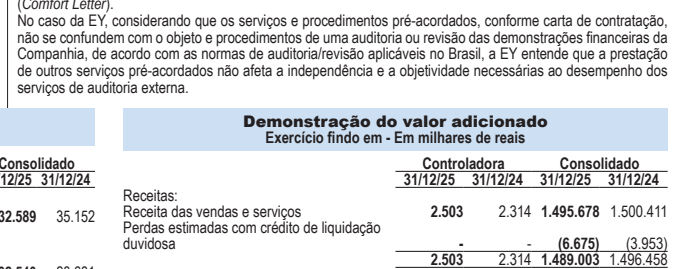 (Comfort Letter).
No caso da EY, considerando que os serviços e procedimentos pré-acordados, conforme carta de contratação,
não se confundem com o objeto e procedimentos de uma auditoria ou revisão das demonstrações financeiras da
Companhia, de acordo com as normas de auditoria/revisão aplicáveis no Brasil, a EY entende que a prestação
de outros serviços pré-acordados não afeta a independência e a objetividade necessárias ao desempenho dos
serviços de auditoria externa.
Consolidado
12/25 31/12/24
32.589 35.152
Demonstração do valor adicionado
Exercício findo em - Em milhares de reais
Controladora Consolidado
31/12/25 31/12/24 31/12/25 31/12/24
Receitas:
Receita das vendas e serviços 2.503 2.314 1.495.678 1.500.411
Perdas estimadas com crédito de liquidação
duvidosa - - (6.675) (3.953)
2.503 2.314 1.489.003 1.496.458